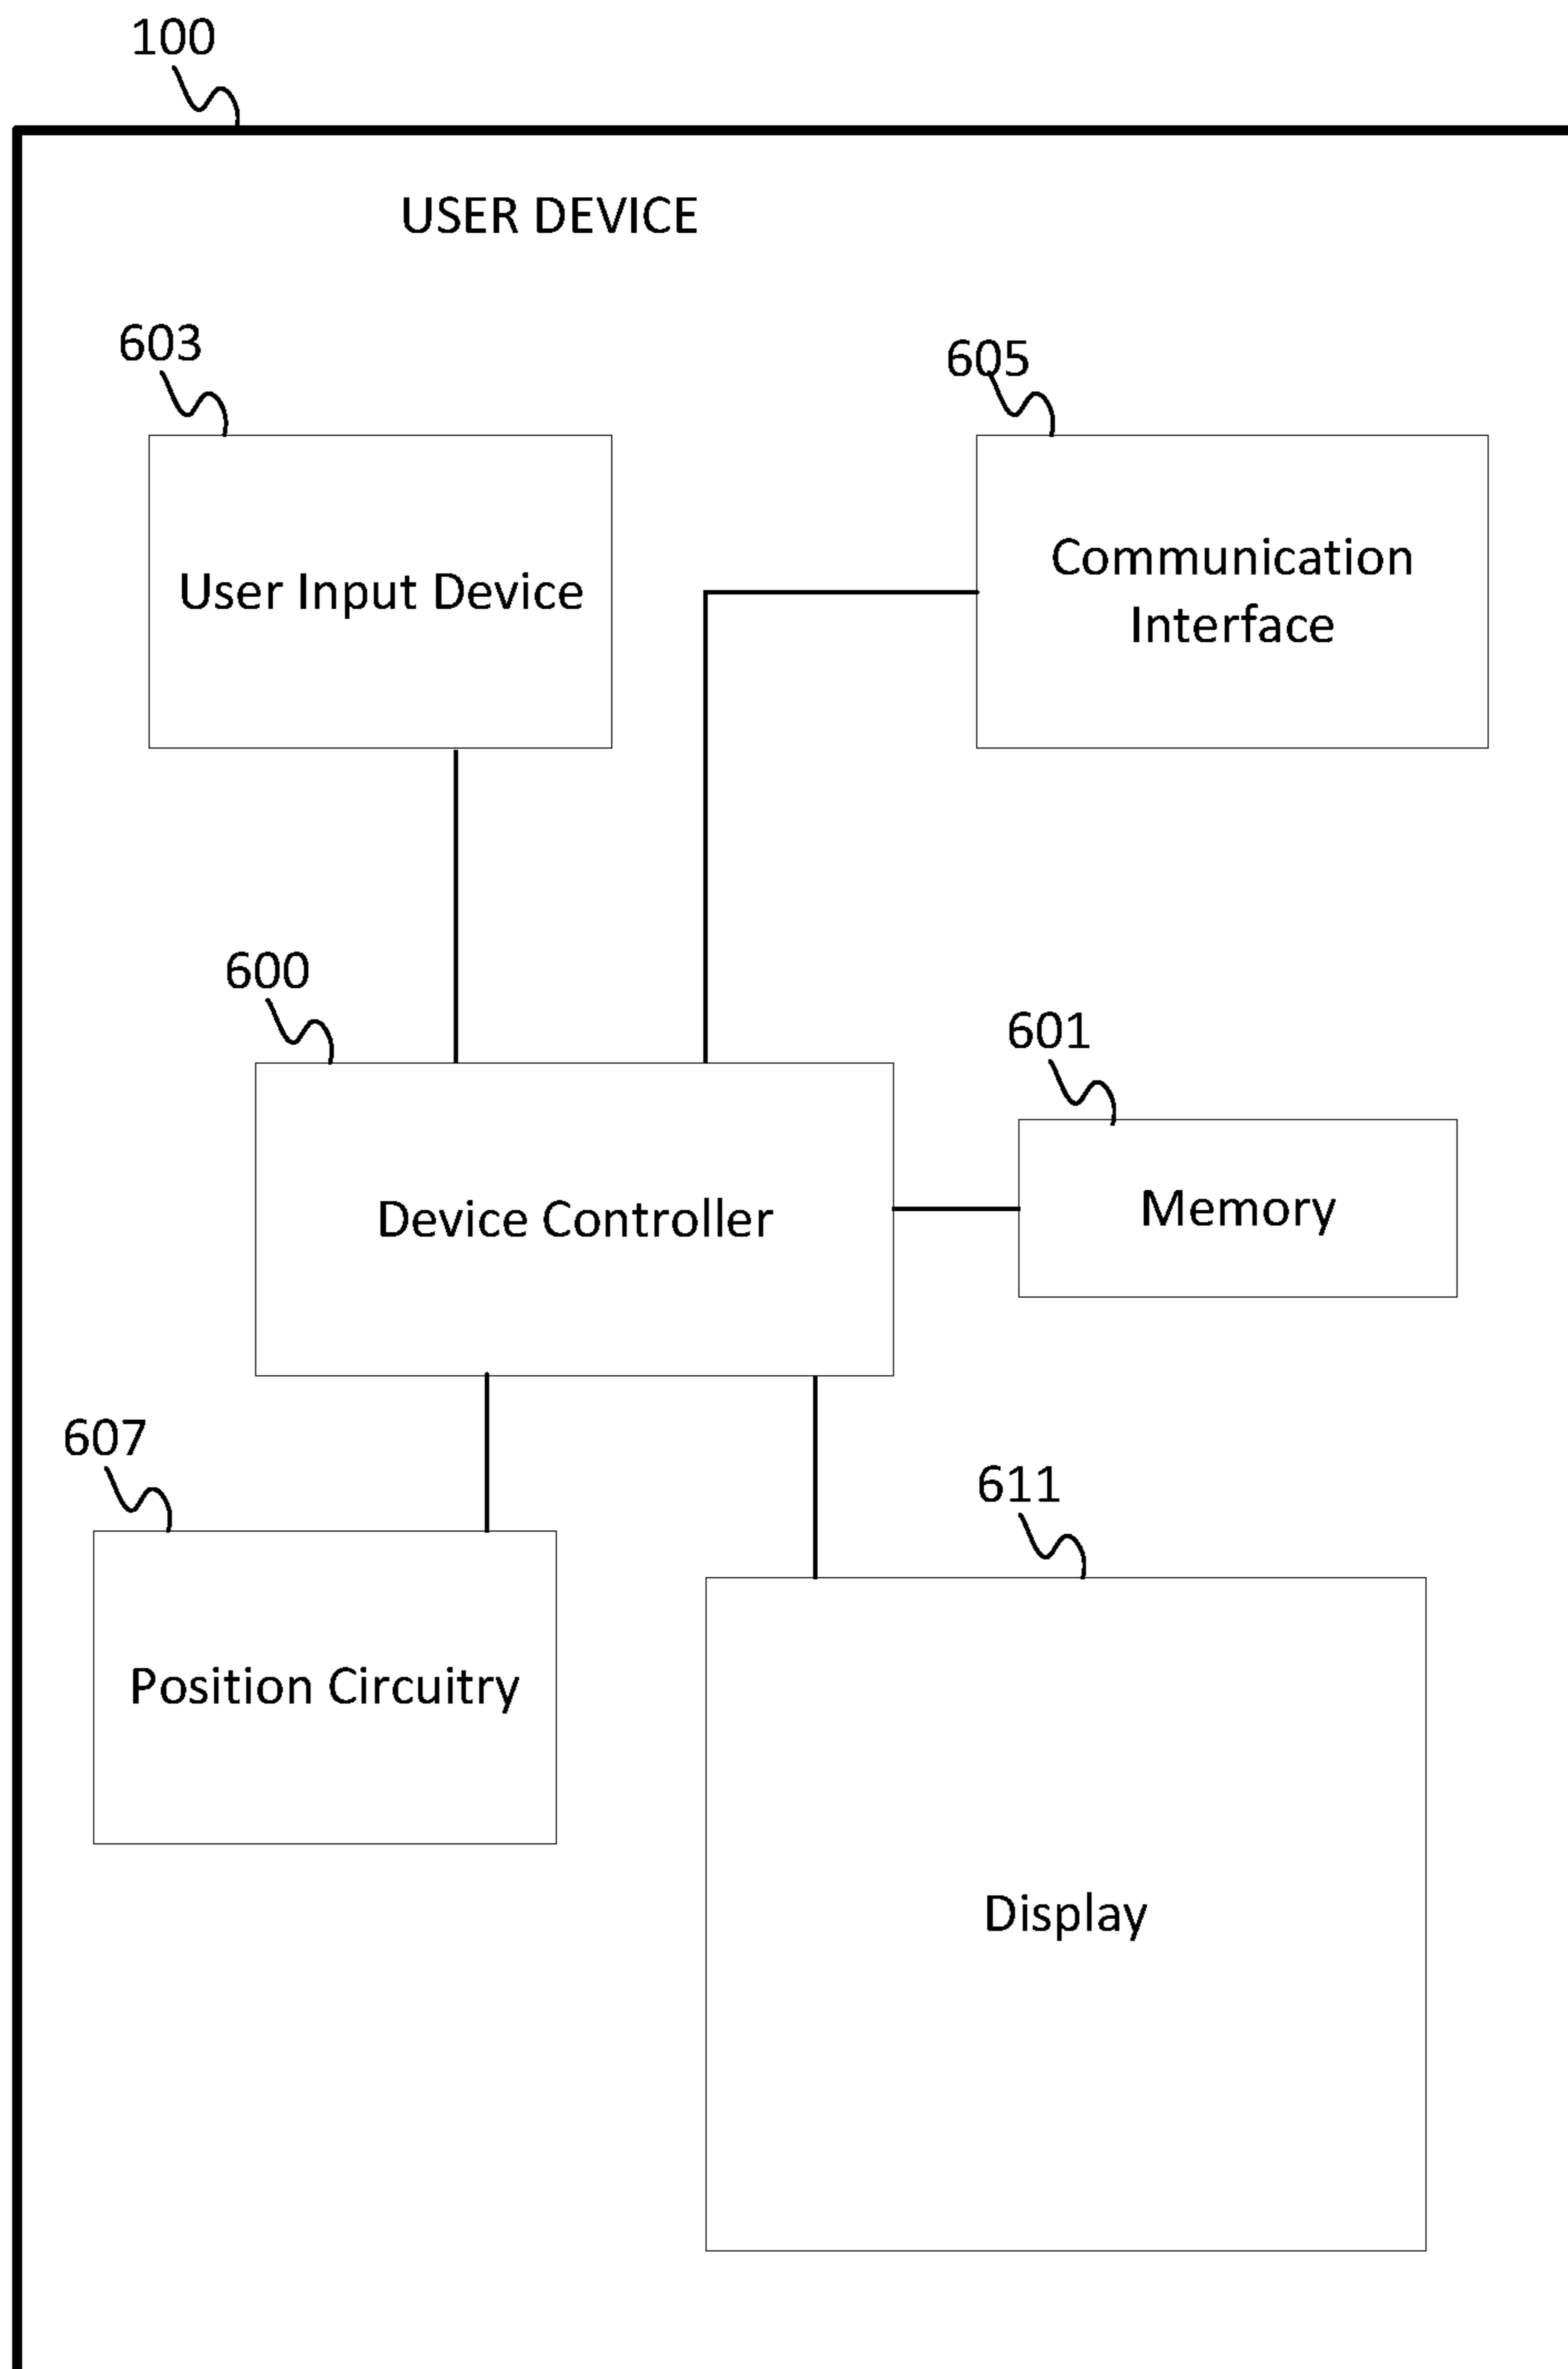 100
USER DEVICE
603
605
User Input Device
Communication
Interface
600
601
Device Controller
Memory
607
611
Position Circuitry
Display